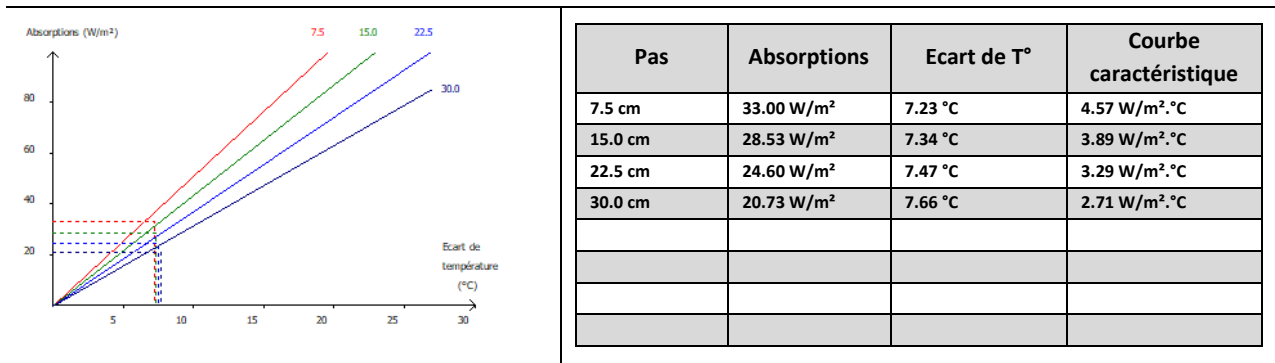 Absorptions (W/m²)
7.5 15.0 22.5
30.0
80
60
40
20
Ecart de
température
(°C)
5 10 15 20 25 30
Pas Absorptions Ecart de T° Courbe
caractéristique
7.5 cm 33.00 W/m² 7.23 °C 4.57 W/m².°C
15.0 cm 28.53 W/m² 7.34 °C 3.89 W/m².°C
22.5 cm 24.60 W/m² 7.47 °C 3.29 W/m².°C
30.0 cm 20.73 W/m² 7.66 °C 2.71 W/m².°C